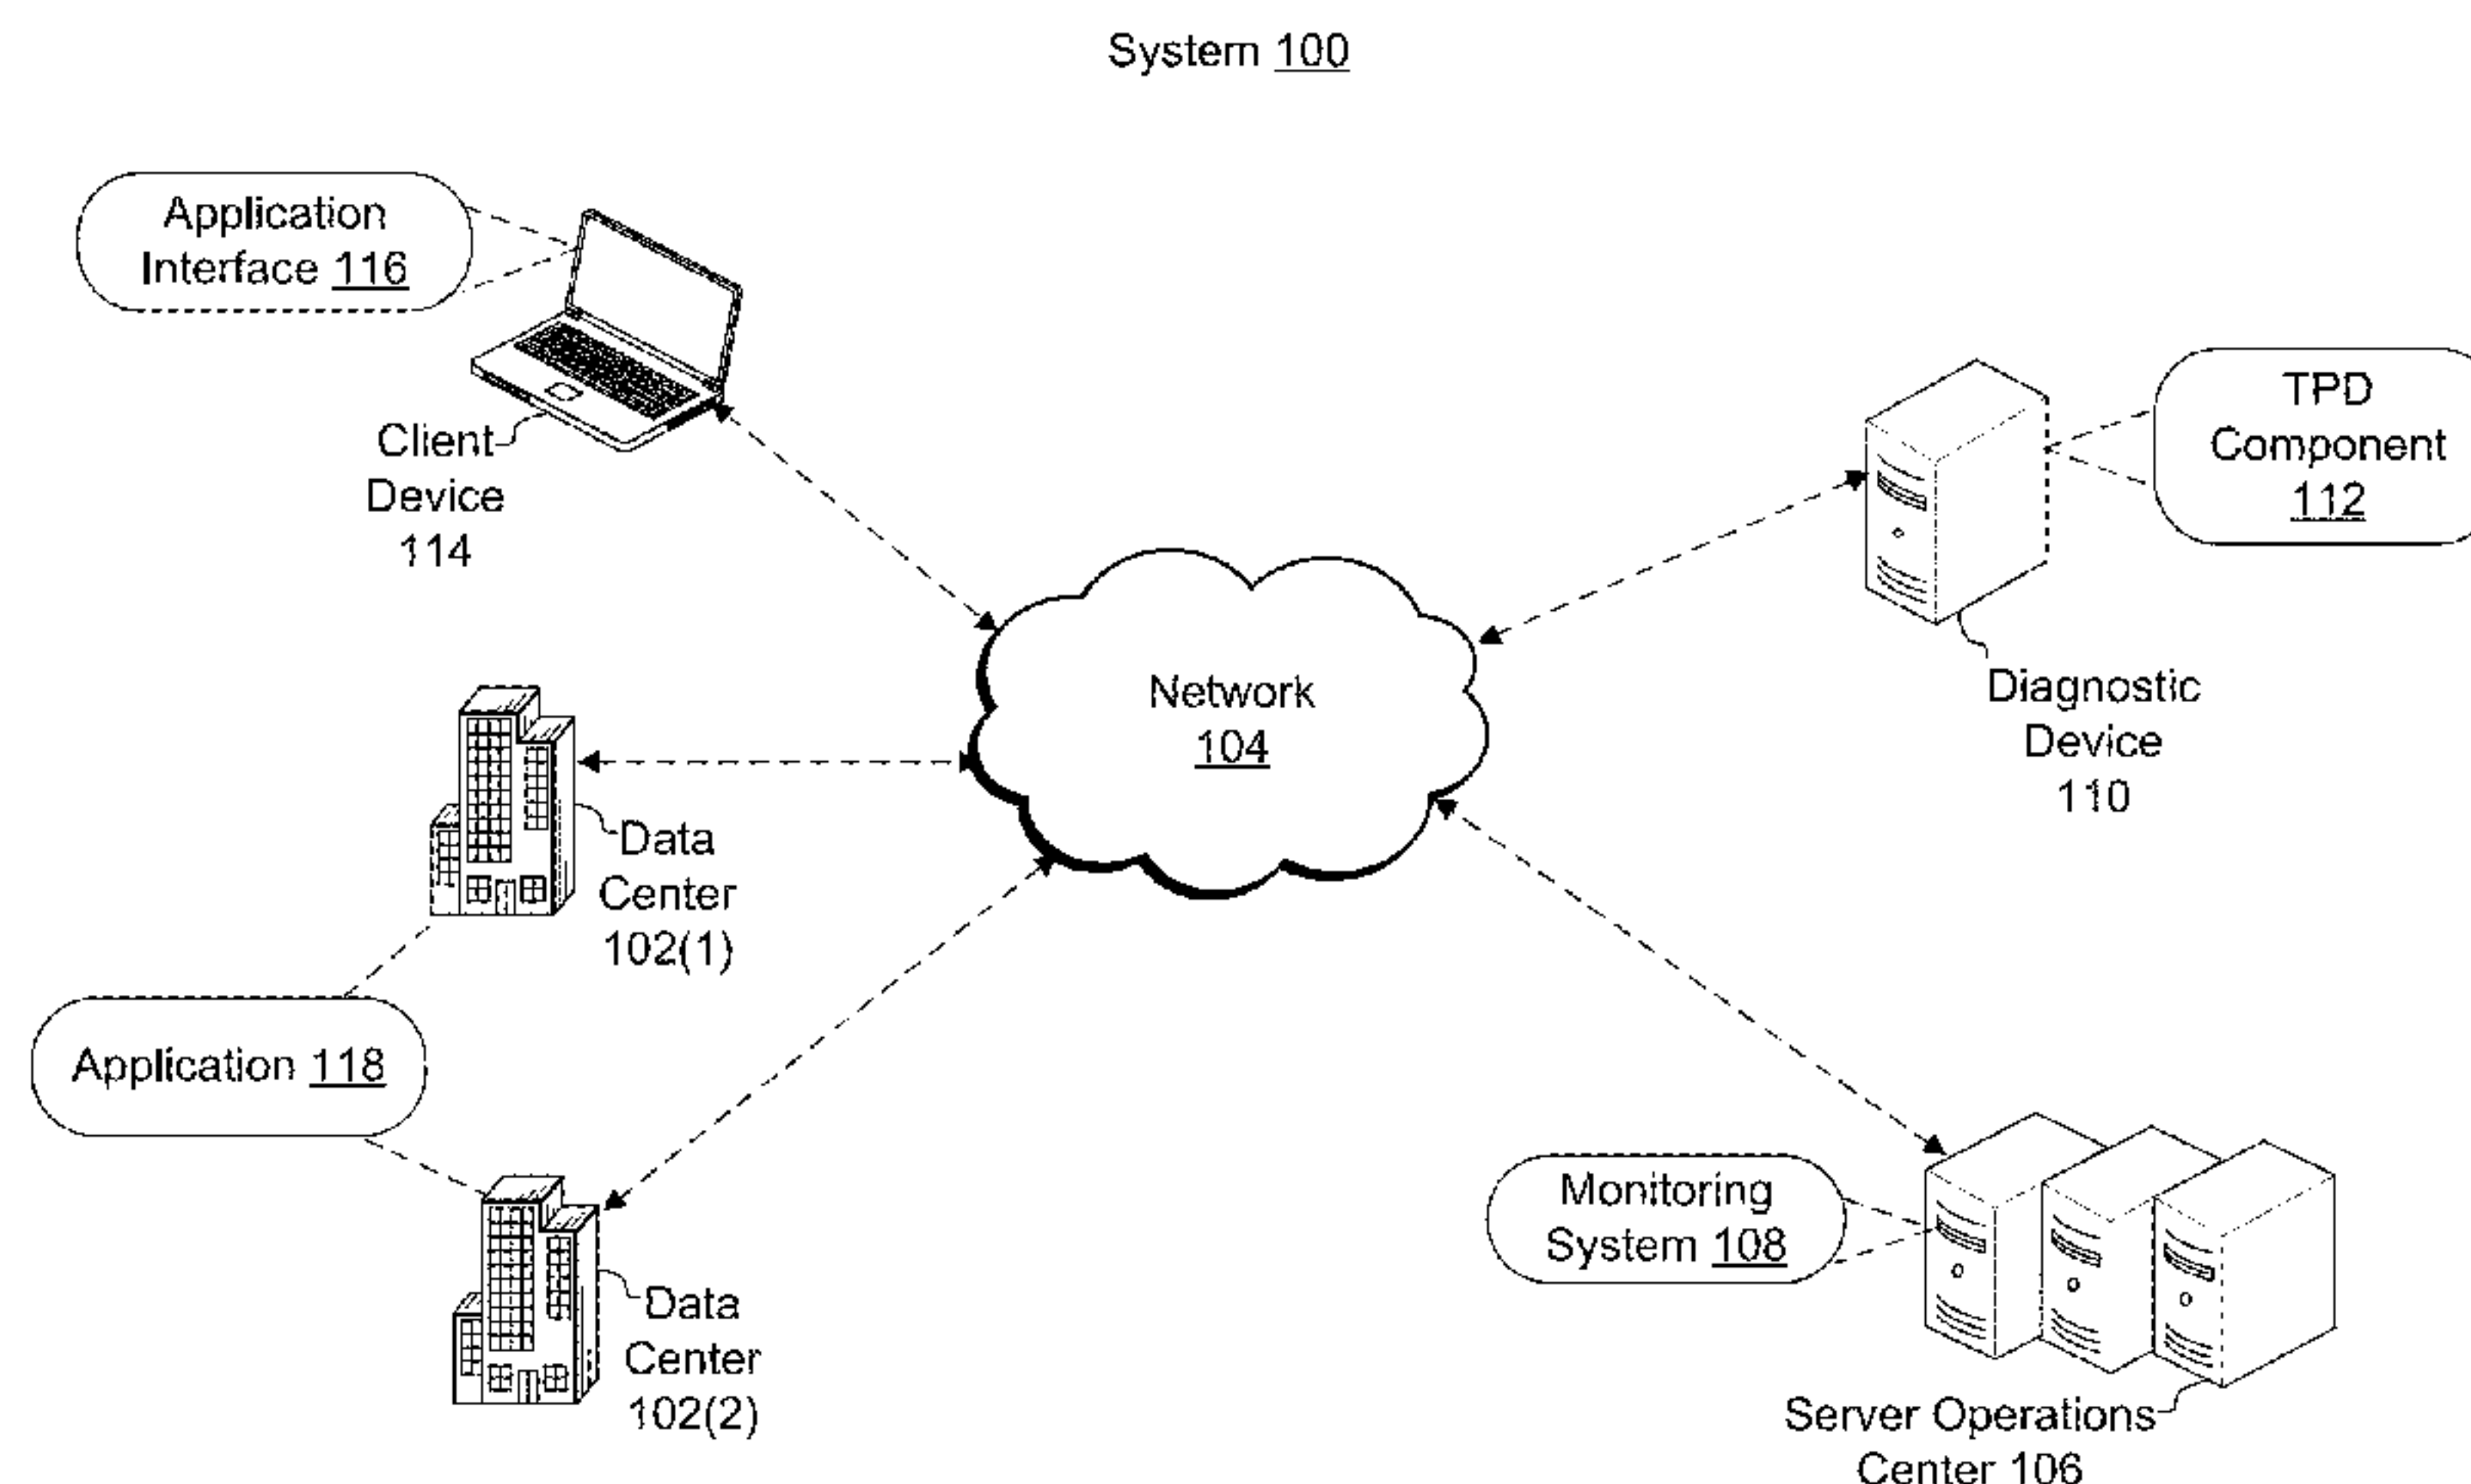 System 100
Application
Interface 116
Client
Device
114
TPD
Component
112
Diagnostic
Device
110
Network
104
Data
Center
102(1)
Application 118
Data
Center
102(2)
Monitoring
System 108
Server Operations
Center 106